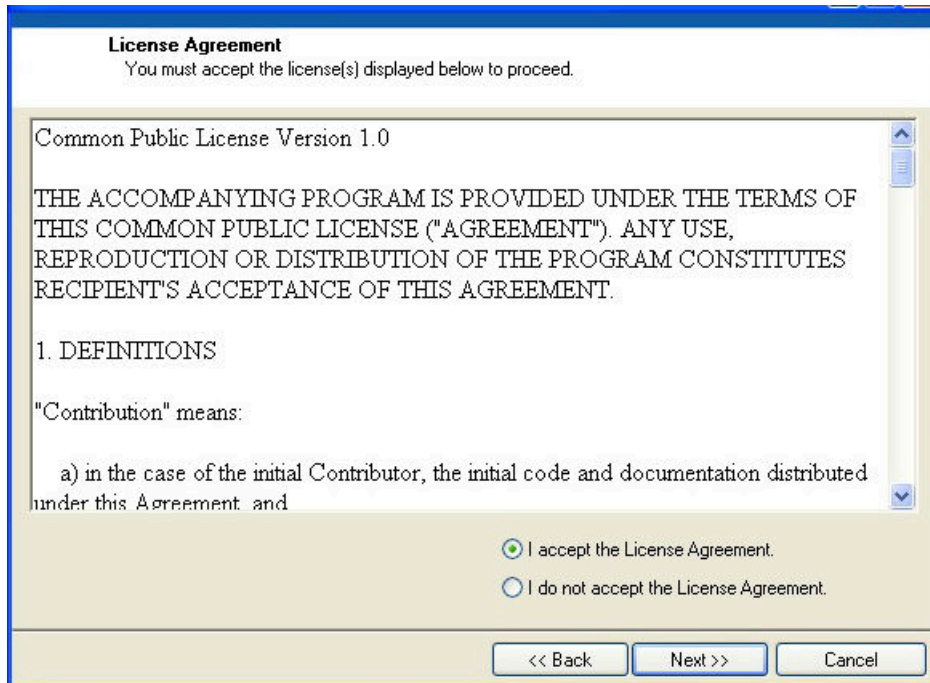 License Agreement
You must accept the license(s) displayed below to proceed.
Common Public License Version 1.0
THE ACCOMPANYING PROGRAM IS PROVIDED UNDER THE TERMS OF
THIS COMMON PUBLIC LICENSE ("AGREEMENT"). ANY USE,
REPRODUCTION OR DISTRIBUTION OF THE PROGRAM CONSTITUTES
RECIPIENT'S ACCEPTANCE OF THIS AGREEMENT.
1. DEFINITIONS
"Contribution" means:
a) in the case of the initial Contributor, the initial code and documentation distributed
under this Agreement, and
I accept the License Agreement.
I do not accept the License Agreement.
<< Back
Next >>
Cancel